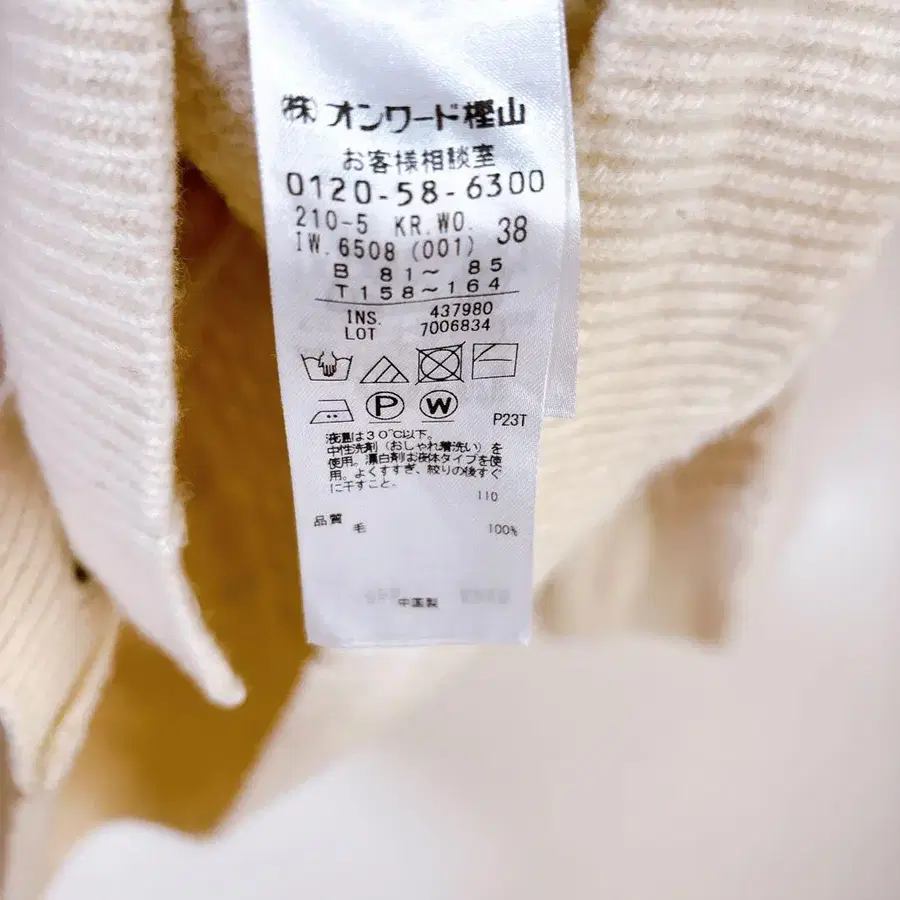 ㈱オンワード樫山
お客様相談室
0120-58-6300
210-5 KR.WO. 38
IW.6508 (001)
B 81～ 85
T 158～164
INS. 437980
LOT 7006834
P W P23T
液温は30℃以下。
中性洗剤（おしゃれ着洗い）を
使用。漂白剤は液体タイプを使
用。よくすすぎ、絞りの後すぐ
に干すこと。
110
品質 毛 100%
中国製